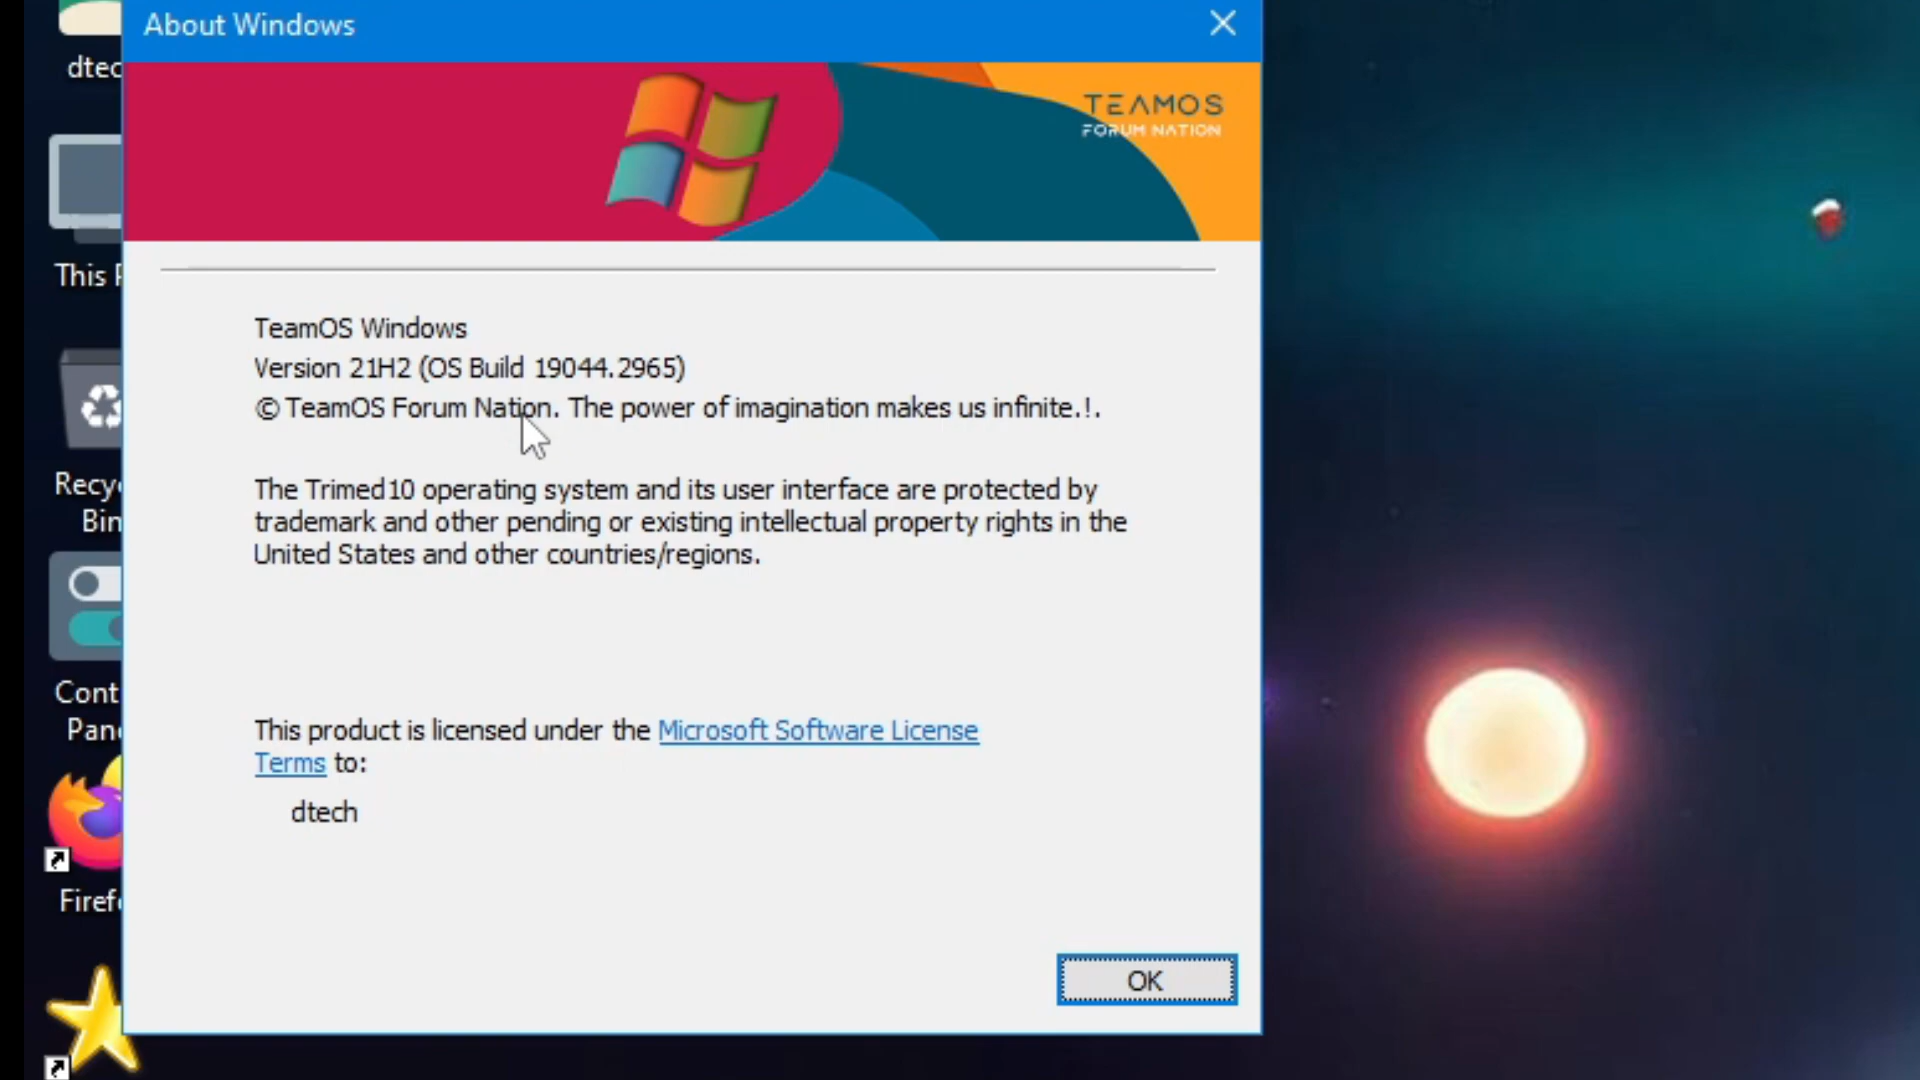 About Windows
TEAMOS
FORUM NATION
TeamOS Windows
Version 21H2 (OS Build 19044.2965)
© TeamOS Forum Nation. The power of imagination makes us infinite.!.
The Trimed10 operating system and its user interface are protected by
trademark and other pending or existing intellectual property rights in the
United States and other countries/regions.
This product is licensed under the Microsoft Software License
Terms to:
dtech
OK
dtec
This P
Recy
Bin
Cont
Pan
Firef